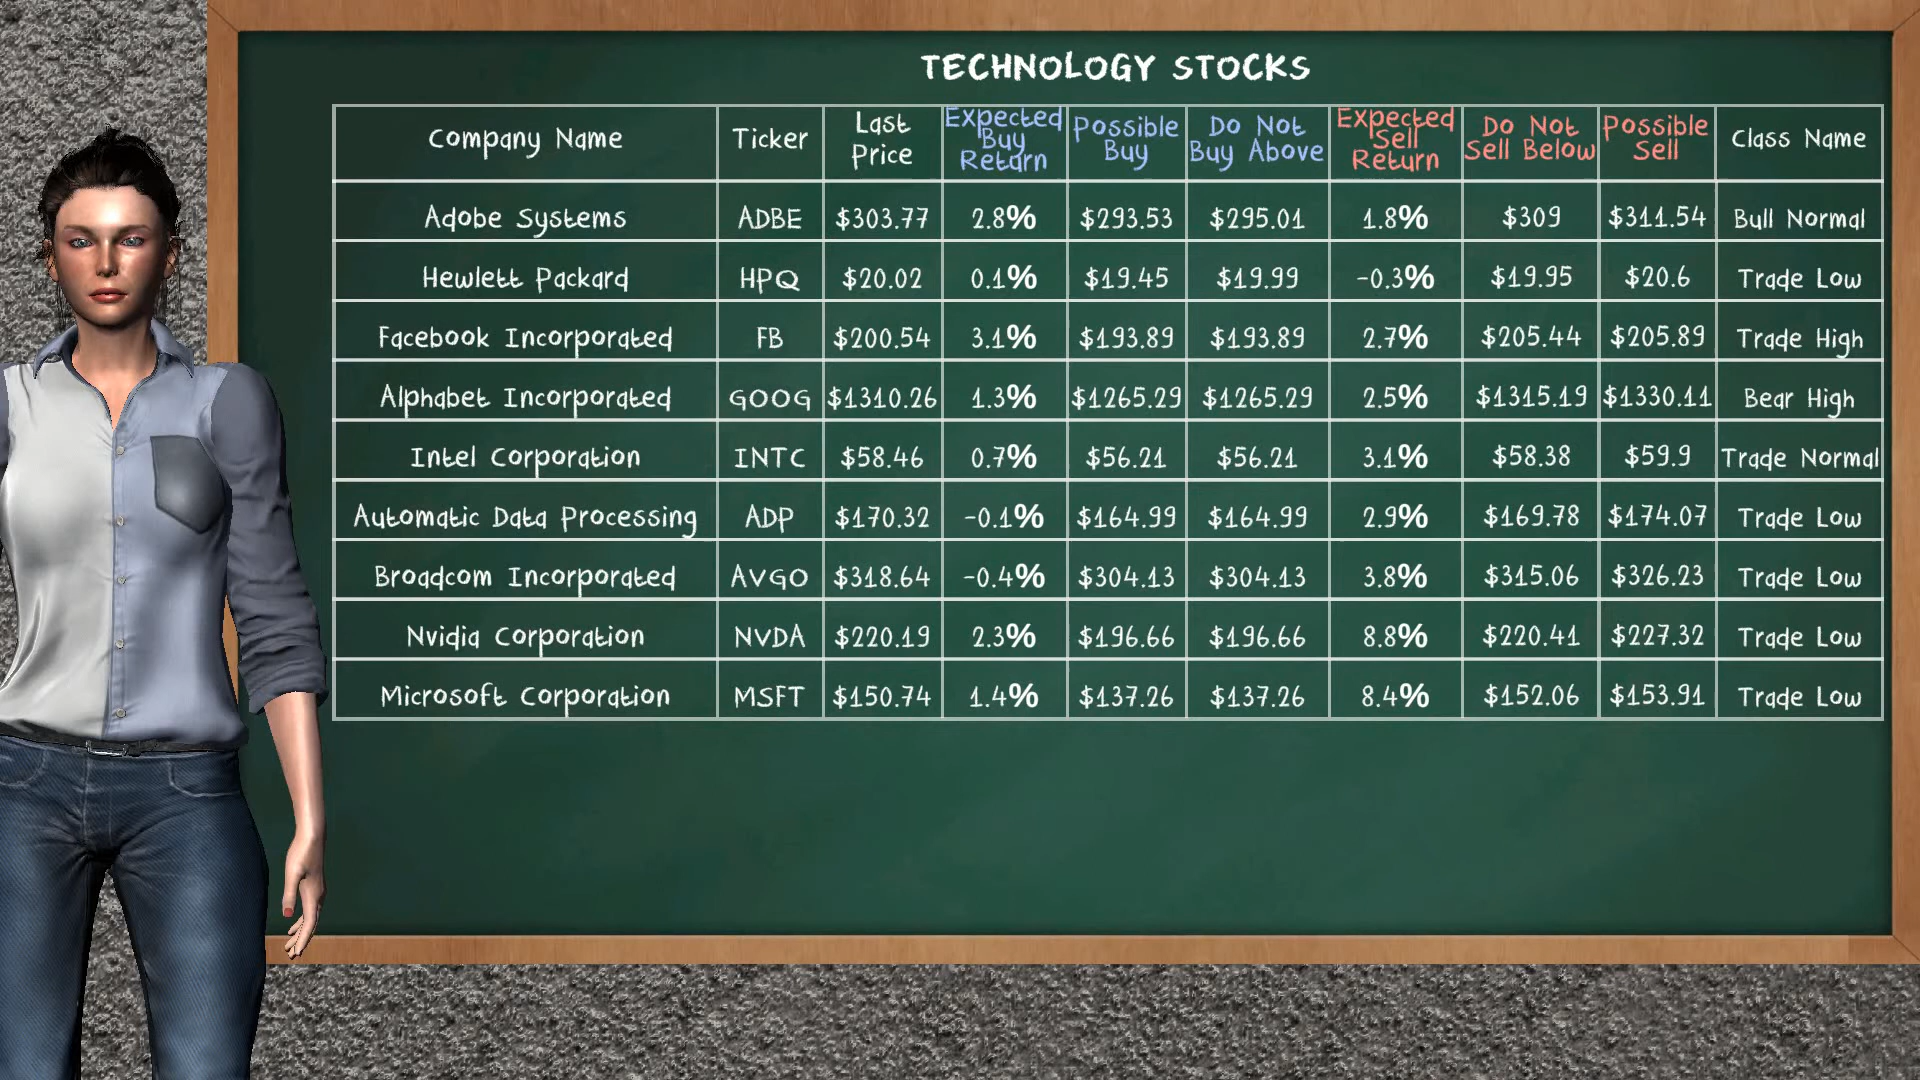 TECHNOLOGY STOCKS
Company Name Ticker Last Price Expected Buy Return Possible Buy Do Not Buy Above Expected Sell Return Do Not Sell Below Possible Sell Class Name
Adobe Systems ADBE $303.77 2.8% $293.53 $295.01 1.8% $309 $311.54 Bull Normal
Hewlett Packard HPQ $20.02 0.1% $19.45 $19.99 -0.3% $19.95 $20.6 Trade Low
Facebook Incorporated FB $200.54 3.1% $193.89 $193.89 2.7% $205.44 $205.89 Trade High
Alphabet Incorporated GOOG $1310.26 1.3% $1265.29 $1265.29 2.5% $1315.19 $1330.11 Bear High
Intel Corporation INTC $58.46 0.7% $56.21 $56.21 3.1% $58.38 $59.9 Trade Normal
Automatic Data Processing ADP $170.32 -0.1% $164.99 $164.99 2.9% $169.78 $174.07 Trade Low
Broadcom Incorporated AVGO $318.64 -0.4% $304.13 $304.13 3.8% $315.06 $326.23 Trade Low
Nvidia Corporation NVDA $220.19 2.3% $196.66 $196.66 8.8% $220.41 $227.32 Trade Low
Microsoft Corporation MSFT $150.74 1.4% $137.26 $137.26 8.4% $152.06 $153.91 Trade Low